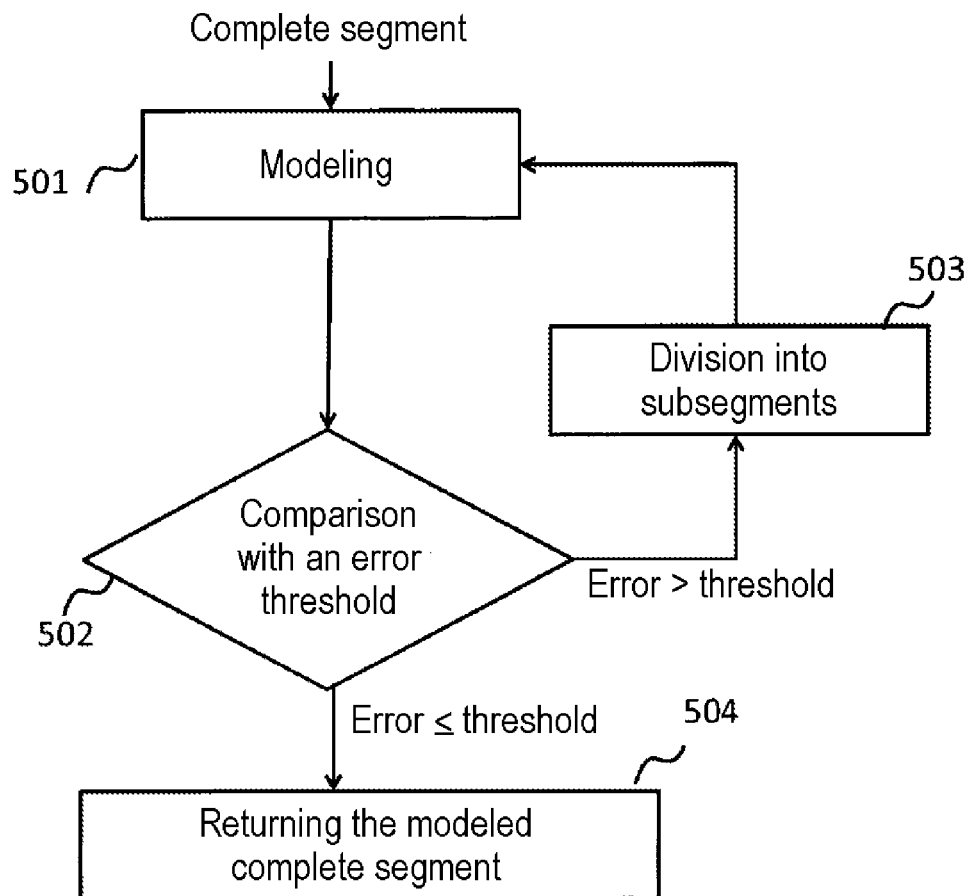 Complete segment
501
Modeling
503
Division into
subsegments
Comparison
with an error
threshold
Error > threshold
502
Error ≤ threshold
504
Returning the modeled
complete segment